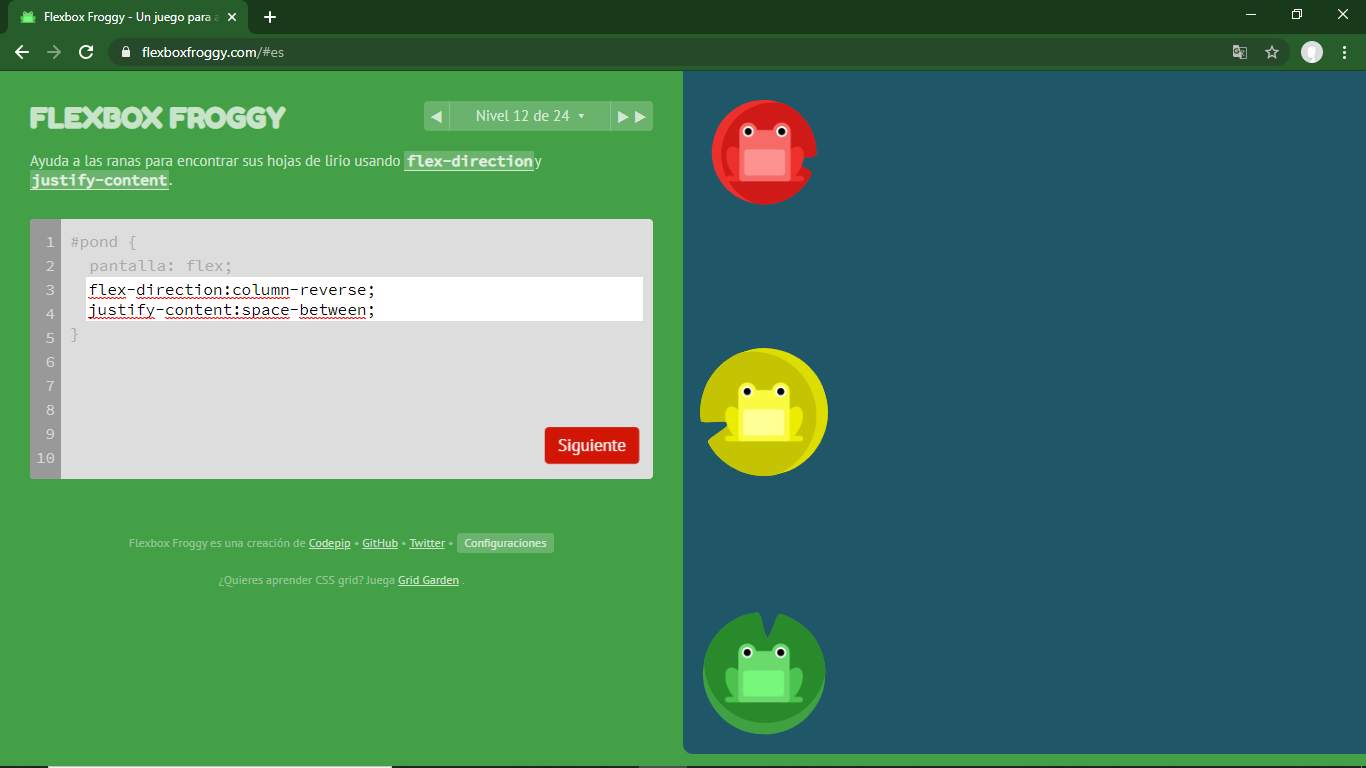 Flexbox Froggy - Un juego para a
flexboxfroggy.com/#es
FLEXBOX FROGGY
Nivel 12 de 24
Ayuda a las ranas para encontrar sus hojas de lirio usando flex-direction y
justify-content.
1 #pond {
2 pantalla: flex;
3 flex-direction:column-reverse;
4 justify-content:space-between;
5 }
6
7
8
9
10
Siguiente
Flexbox Froggy es una creación de Codepip • GitHub • Twitter • Configuraciones
¿Quieres aprender CSS grid? Juega Grid Garden .